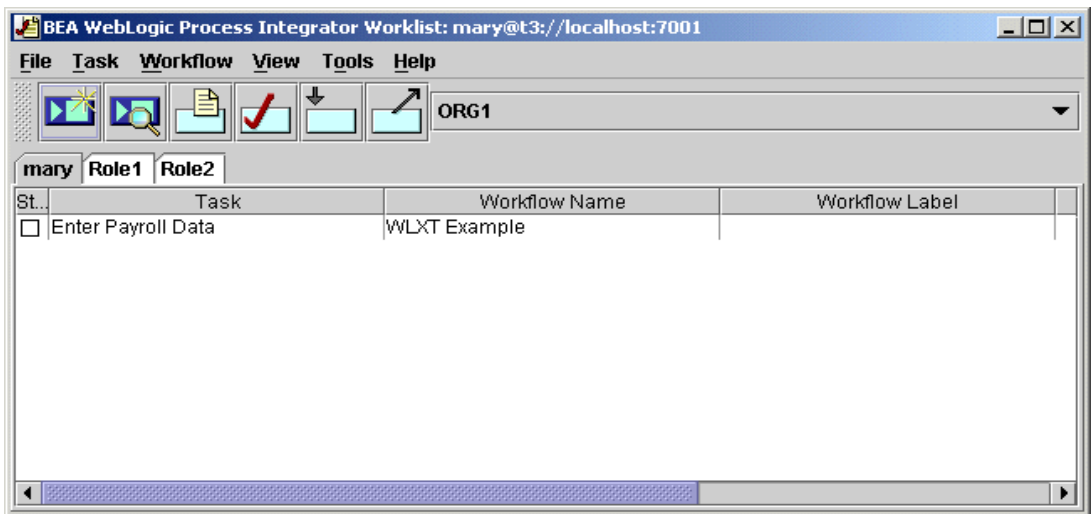 BEA WebLogic Process Integrator Worklist: mary@t3://localhost:7001
File Task Workflow View Tools Help
ORG1
mary Role1 Role2
St... Task Workflow Name Workflow Label
Enter Payroll Data WLXT Example